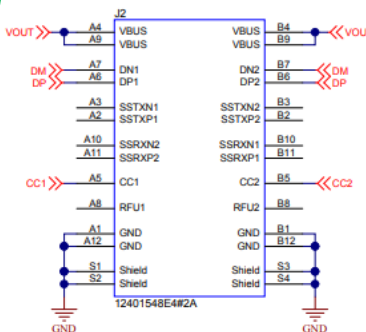 J2
VOUT A4 VBUS VBUS B4 VOU
A9 VBUS VBUS B9
DM A7 DN1 DN2 B7 DM
DP A6 DP1 DP2 B6 DP
A3 SSTXN1 SSTXN2 B3
A2 SSTXP1 SSTXP2 B2
A10 SSRXN2 SSRXN1 B10
A11 SSRXP2 SSRXP1 B11
CC1 A5 CC1 CC2 B5 CC2
A8 RFU1 RFU2 B8
A1 GND GND B1
A12 GND GND B12
S1 Shield Shield S3
S2 Shield Shield S4
12401548E4#2A
GND GND